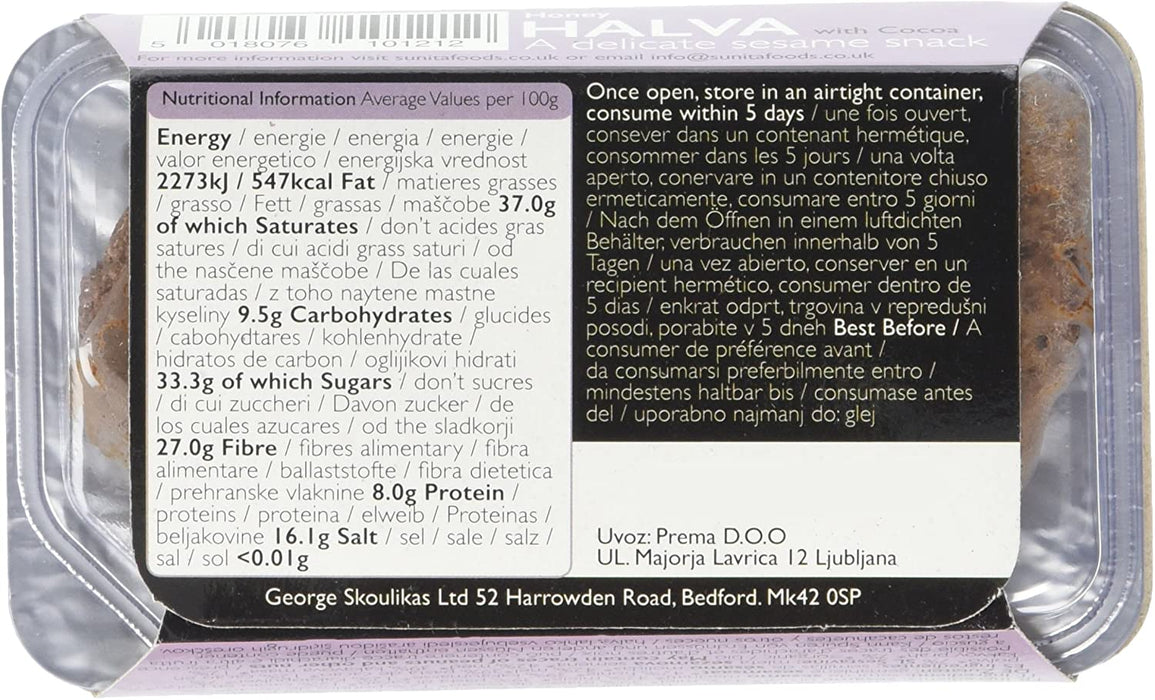 Honey
HALVA with Cocoa
A delicate sesame snack
5 018076 101212
For more information visit sunitafoods.co.uk or email info@sunitafoods.co.uk
Nutritional Information Average Values per 100g
Energy / energie / energia / energie /
valor energetico / energijska vrednost
2273kJ / 547kcal Fat / matieres grasses
/ grasso / Fett / grassas / maščobe 37.0g
of which Saturates / don't acides gras
satures / di cui acidi grass saturi / od
the nasčene maščobe / De las cuales
saturadas / z toho naytene mastne
kyseliny 9.5g Carbohydrates / glucides
/ cabohydtares / kohlenhydrate /
hidratos de carbon / oglijikovi hidrati
33.3g of which Sugars / don't sucres
/ di cui zuccheri / Davon zucker / de
los cuales azucares / od the sladkorji
27.0g Fibre / fibres alimentary / fibra
alimentare / ballaststofte / fibra dietetica
/ prehranske vlaknine 8.0g Protein /
proteins / proteina / elweib / Proteinas /
beljakovine 16.1g Salt / sel / sale / salz /
sal / sol <0.01g
Once open, store in an airtight container,
consume within 5 days / une fois ouvert,
consever dans un contenant hermétique,
consommer dans les 5 jours / una volta
aperto, conervare in un contenitore chiuso
ermeticamente, consumare entro 5 giorni
/ Nach dem Öffnen in einem luftdichten
Behälter, verbrauchen innerhalb von 5
Tagen / una vez abierto, conserver en un
recipient hermético, consumer dentro de
5 dias / enkrat odprt, trgovina v repredušni
posodi, porabite v 5 dneh Best Before / A
consumer de préférence avant /
da consumarsi preferbilmente entro /
mindestens haltbar bis / consumase antes
del / uporabno najmanj do: glej
Uvoz: Prema D.O.O
UL. Majorja Lavrica 12 Ljubljana
George Skoulikas Ltd 52 Harrowden Road, Bedford. Mk42 0SP